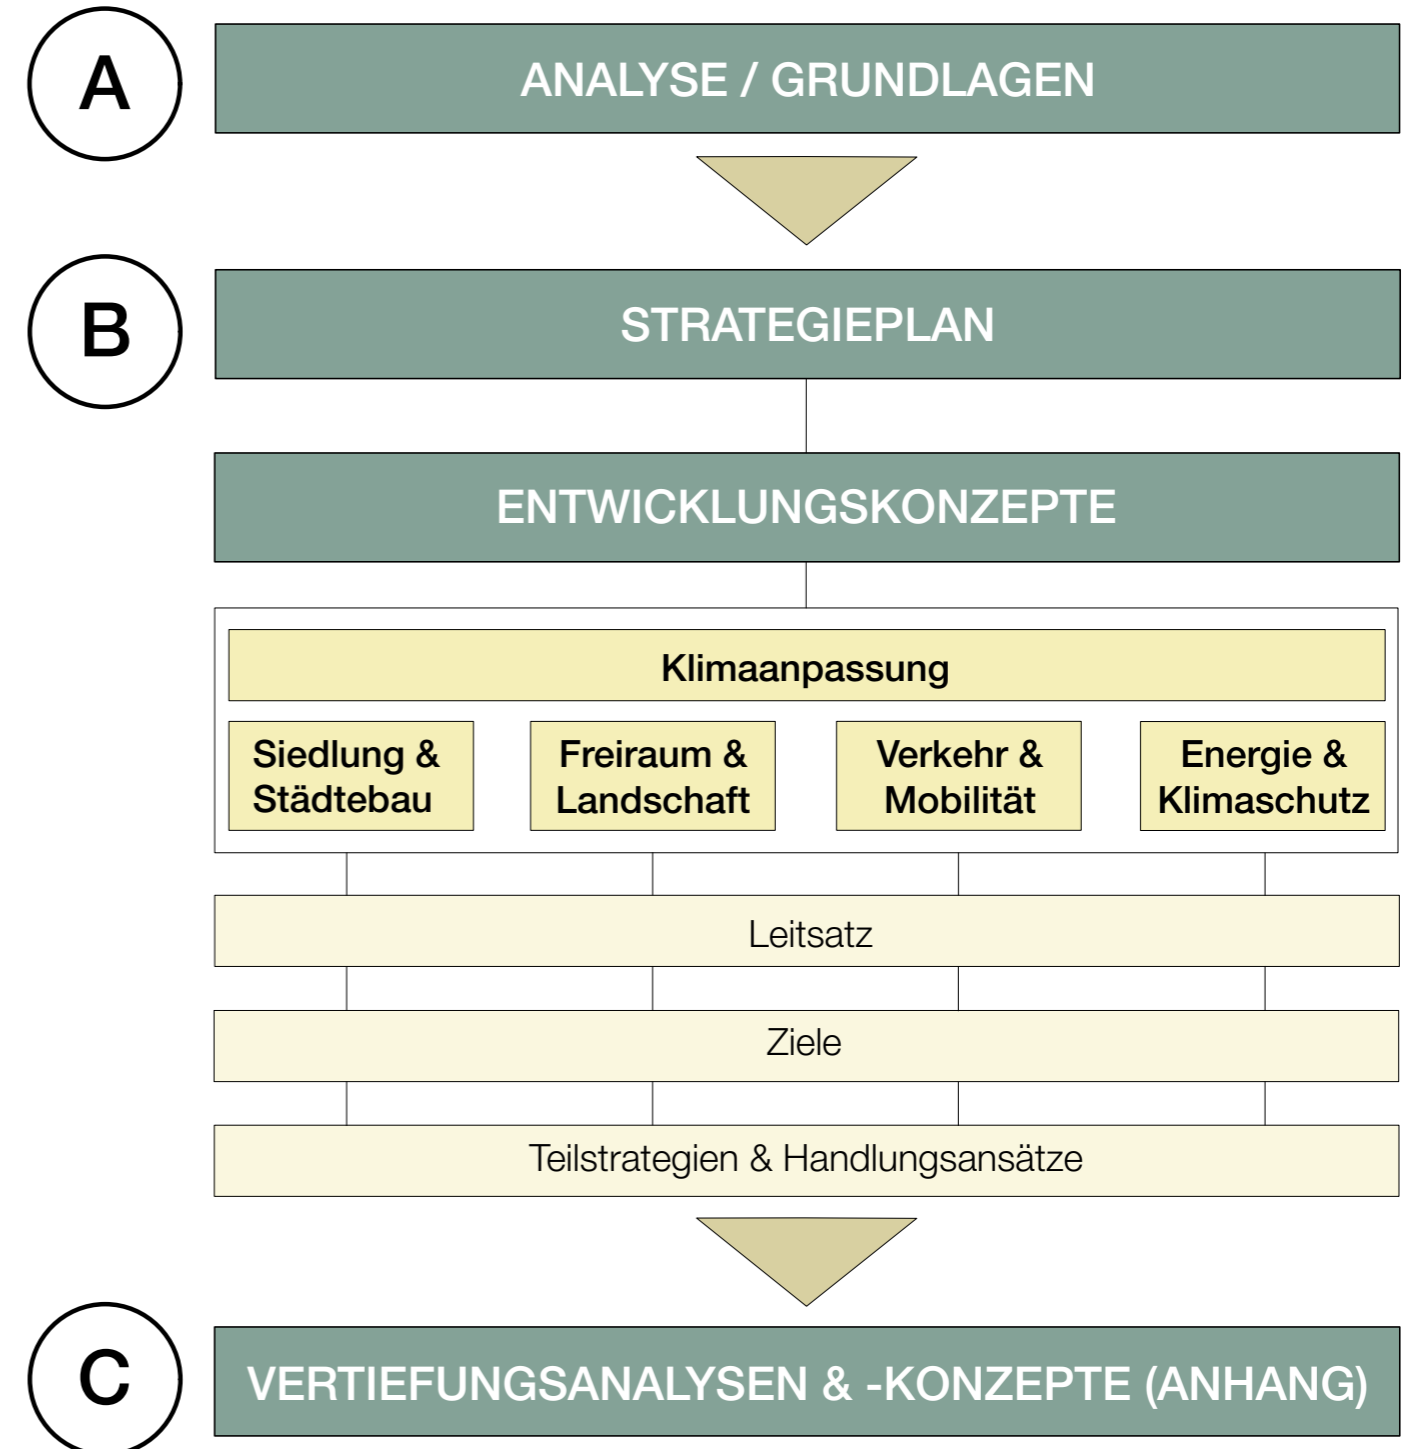 A
ANALYSE / GRUNDLAGEN
B
STRATEGIEPLAN
ENTWICKLUNGSKONZEPTE
Klimaanpassung
Siedlung &
Städtebau
Freiraum &
Landschaft
Verkehr &
Mobilität
Energie &
Klimaschutz
Leitsatz
Ziele
Teilstrategien & Handlungsansätze
C
VERTIEFUNGSANALYSEN & -KONZEPTE (ANHANG)